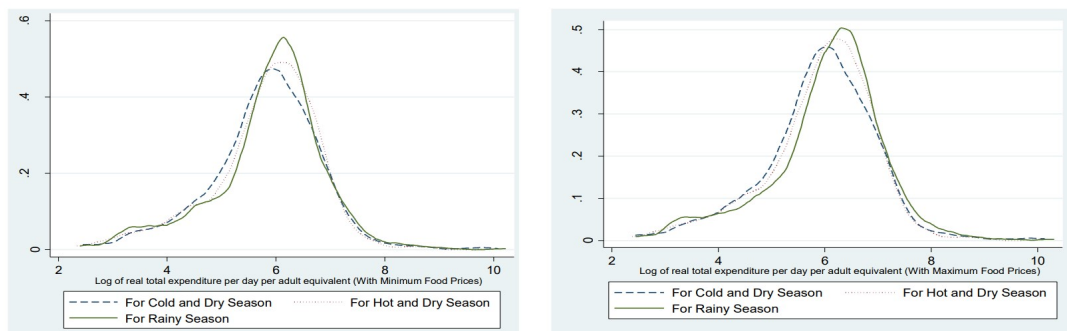 .6
.4
.2
0
2
4
6
8
10
Log of real total expenditure per day per adult equivalent (With Minimum Food Prices)
For Cold and Dry Season
For Hot and Dry Season
For Rainy Season
.5
.4
.3
.2
.1
0
2
4
6
8
10
Log of real total expenditure per day per adult equivalent (With Maximum Food Prices)
For Cold and Dry Season
For Hot and Dry Season
For Rainy Season